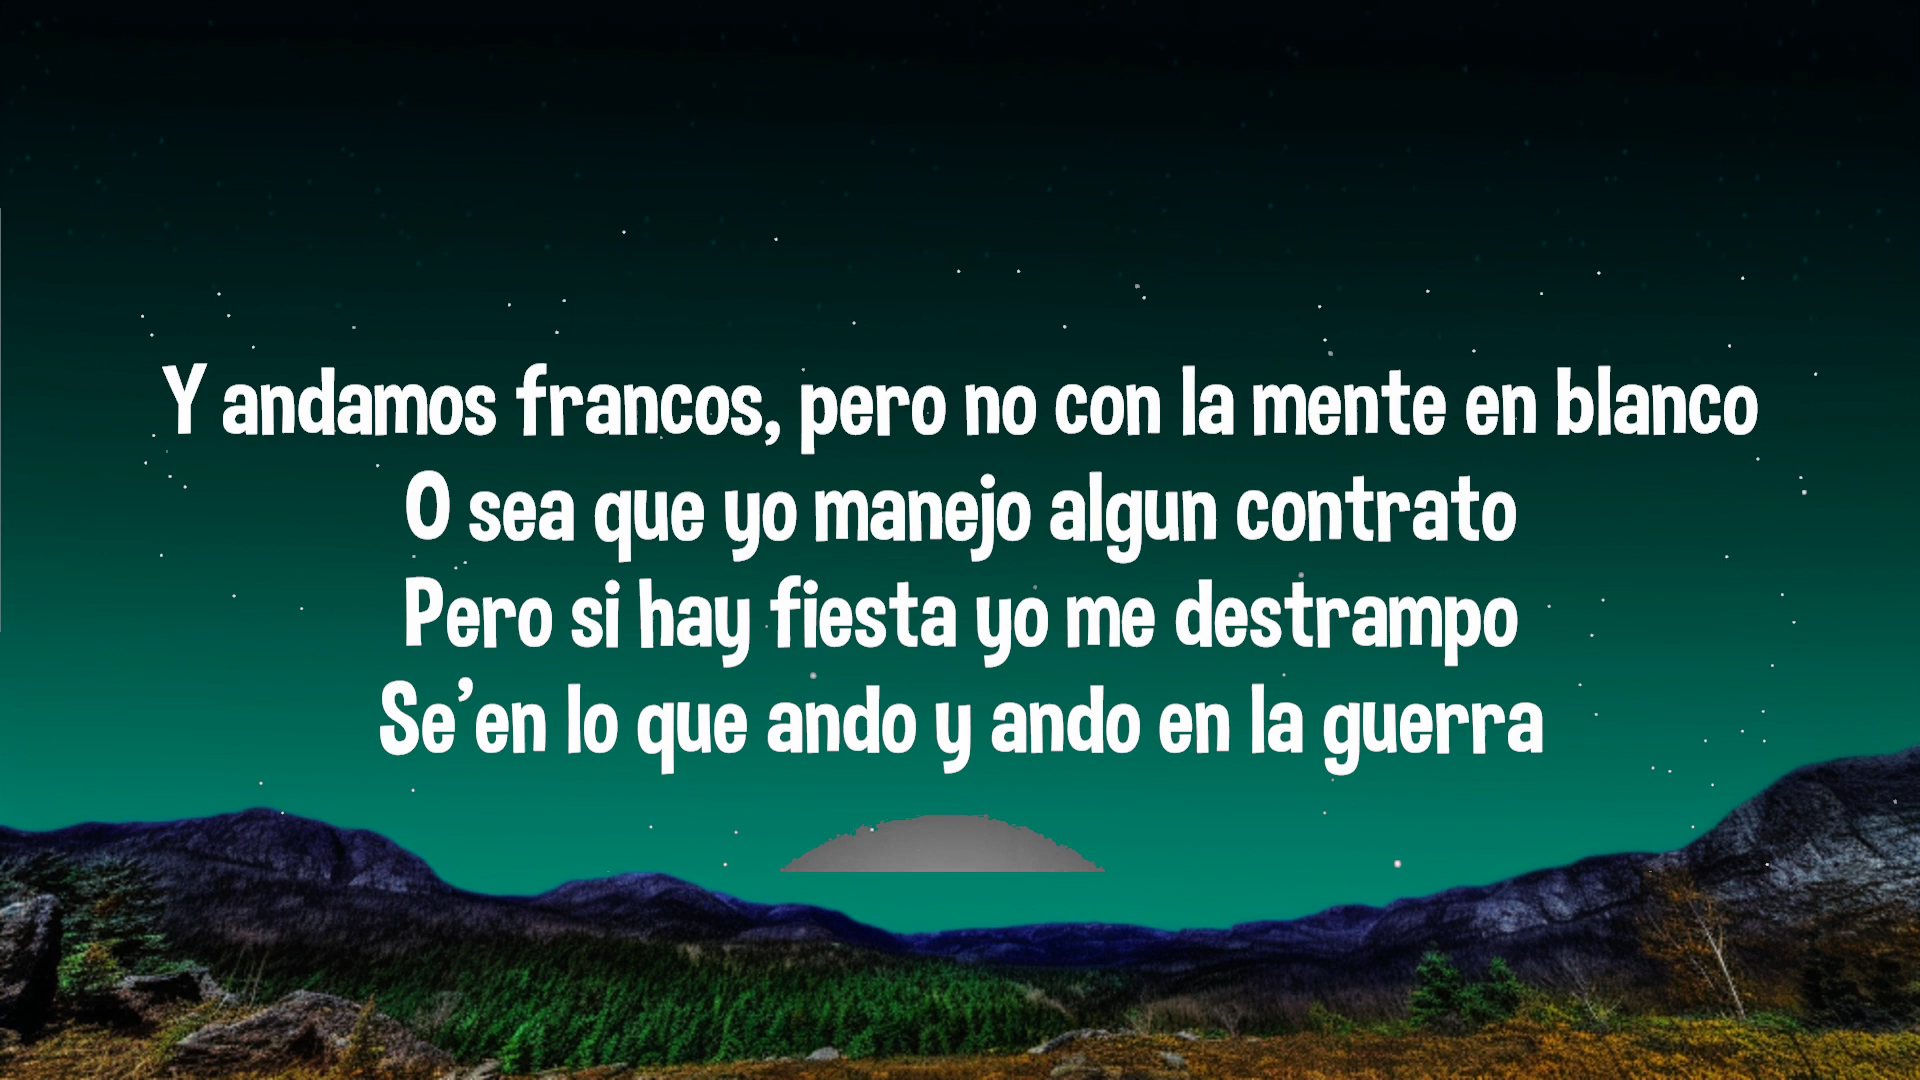 Y andamos francos, pero no con la mente en blanco
O sea que yo manejo algun contrato
Pero si hay fiesta yo me destrampo
Se'en lo que ando y ando en la guerra